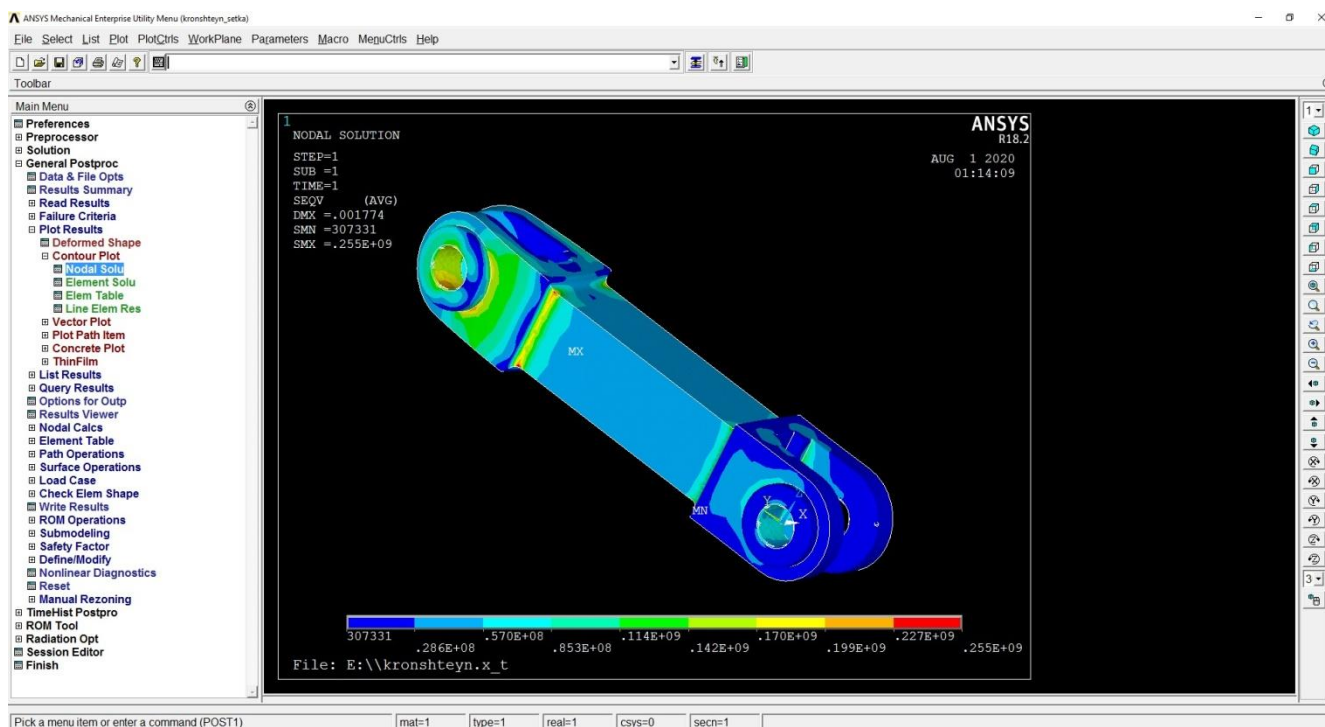 ANSYS Mechanical Enterprise Utility Menu (kronshteyn_setka)
File Select List Plot PlotCtrls WorkPlane Parameters Macro MenuCtrls Help
Toolbar
Main Menu
Preferences
Preprocessor
Solution
General Postproc
Data & File Opts
Results Summary
Read Results
Failure Criteria
Plot Results
Deformed Shape
Contour Plot
Nodal Solu
Element Solu
Elem Table
Line Elem Res
Vector Plot
Plot Path Item
Concrete Plot
ThinFilm
List Results
Query Results
Options for Outp
Results Viewer
Nodal Calcs
Element Table
Path Operations
Surface Operations
Load Case
Check Elem Shape
Write Results
ROM Operations
Submodeling
Safety Factor
Define/Modify
Nonlinear Diagnostics
Reset
Manual Rezoning
TimeHist Postpro
ROM Tool
Radiation Opt
Session Editor
Finish
1
NODAL SOLUTION
STEP=1
SUB =1
TIME=1
SEQV (AVG)
DMX =.001774
SMN =307331
SMX =.255E+09
ANSYS
R18.2
AUG 1 2020
01:14:09
MX
MN
Y Z X
307331 .570E+08 .114E+09 .170E+09 .227E+09
.286E+08 .853E+08 .142E+09 .199E+09 .255E+09
File: E:\\kronshteyn.x_t
1
3
Pick a menu item or enter a command (POST1) mat=1 type=1 real=1 csys=0 secn=1